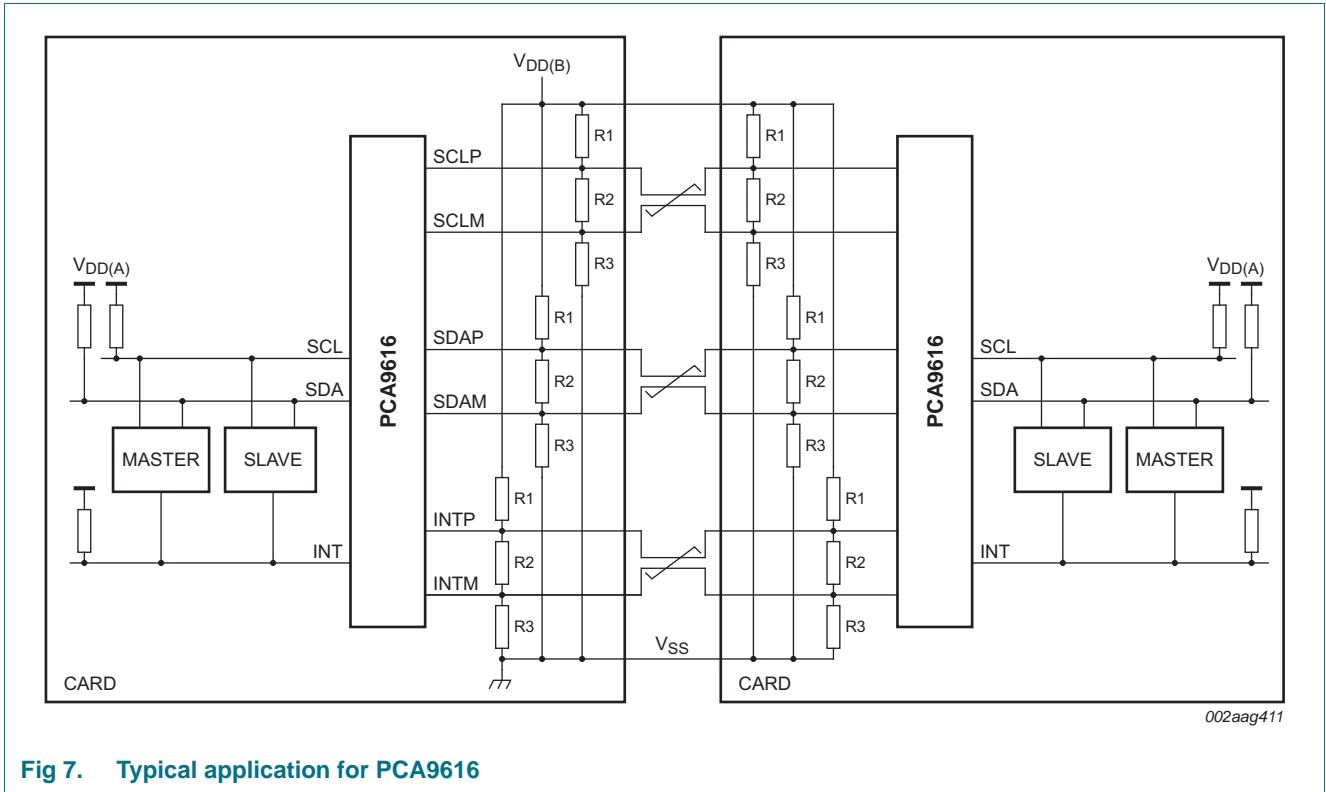 VDD(B)
R1
R1
SCLP
R2
R2
SCLM
R3
R3
VDD(A)
VDD(A)
R1
R1
SCL
SDAP
SCL
PCA9616
R2
R2
PCA9616
SDA
SDAM
SDA
MASTER
SLAVE
R3
R3
SLAVE
MASTER
R1
R1
INTP
INT
R2
R2
INT
INTM
R3
R3
VSS
CARD
CARD
002aag411
Fig 7. Typical application for PCA9616